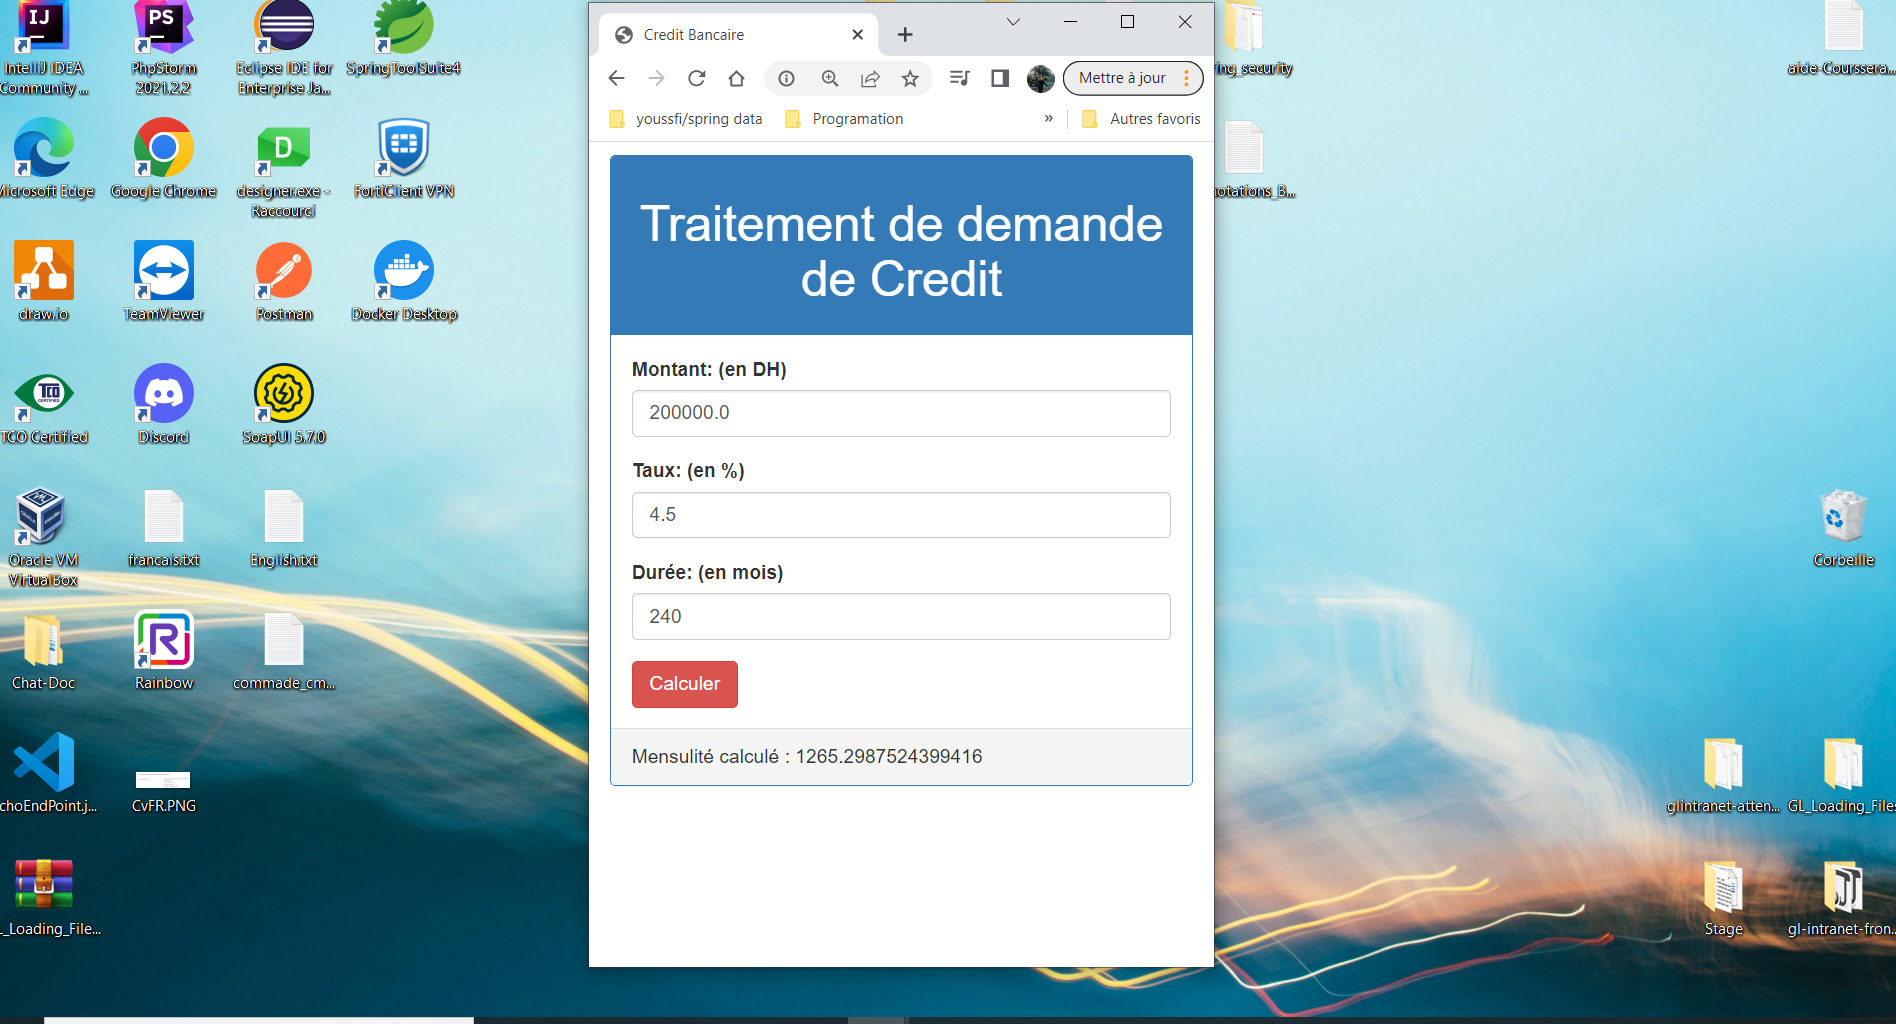 IntelliJ IDEA
Community ...
PhpStorm
2021.2.2
Eclipse IDE for
Enterprise Ja...
SpringToolSuite4
Microsoft Edge
Google Chrome
designer.exe -
Raccourci
FortiClient VPN
draw.io
TeamViewer
Postman
Docker Desktop
TCO Certified
Discord
SoapUI 5.7.0
Oracle VM
VirtualBox
francais.txt
English.txt
Chat-Doc
Rainbow
commade_cm...
choEndPoint.j...
CvFR.PNG
L_Loading_File...
Credit Bancaire
Mettre à jour
youssfi/spring data
Programation
»
Autres favoris
Traitement de demande
de Credit
Montant: (en DH)
200000.0
Taux: (en %)
4.5
Durée: (en mois)
240
Calculer
Mensulité calculé : 1265.2987524399416
ing_security
notations_B...
aide-Coursera...
Corbeille
glintranet-atten...
GL_Loading_Files
Stage
gl-intranet-fron...